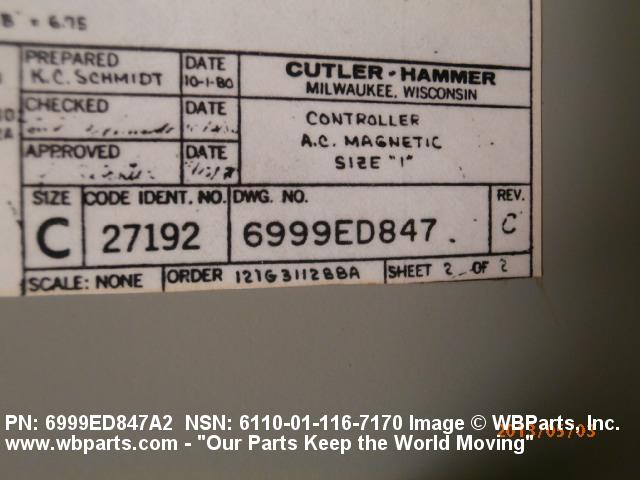 B" = 6.75
PREPARED
K.C. SCHMIDT
DATE
10-1-80
CUTLER-HAMMER
MILWAUKEE, WISCONSIN
CHECKED
DATE
CONTROLLER
A.C. MAGNETIC
SIZE "1"
APPROVED
DATE
SIZE
C
CODE IDENT. NO.
27192
DWG. NO.
6999ED847
REV.
C
SCALE: NONE
ORDER 121G3112BBA
SHEET 2 OF 2
PN: 6999ED847A2 NSN: 6110-01-116-7170 Image © WBParts, Inc.
www.wbparts.com - "Our Parts Keep the World Moving"